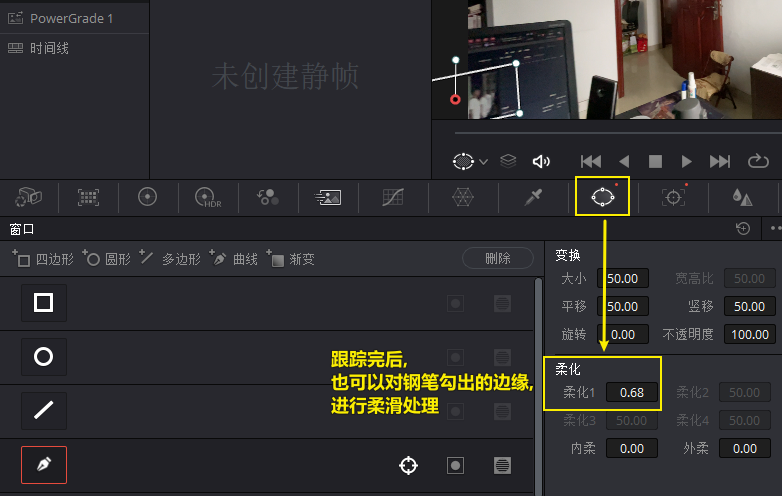 PowerGrade 1
时间线
未创建静帧
HDR
窗口
四边形 圆形 多边形 曲线 渐变 删除
变换
大小 50.00 宽高比 50.00
平移 50.00 竖移 50.00
旋转 0.00 不透明度 100.00
跟踪完后,
也可以对钢笔勾出的边缘,
进行柔滑处理
柔化
柔化1 0.68 柔化2 50.00
柔化3 50.00 柔化4 50.00
内柔 0.00 外柔 0.00